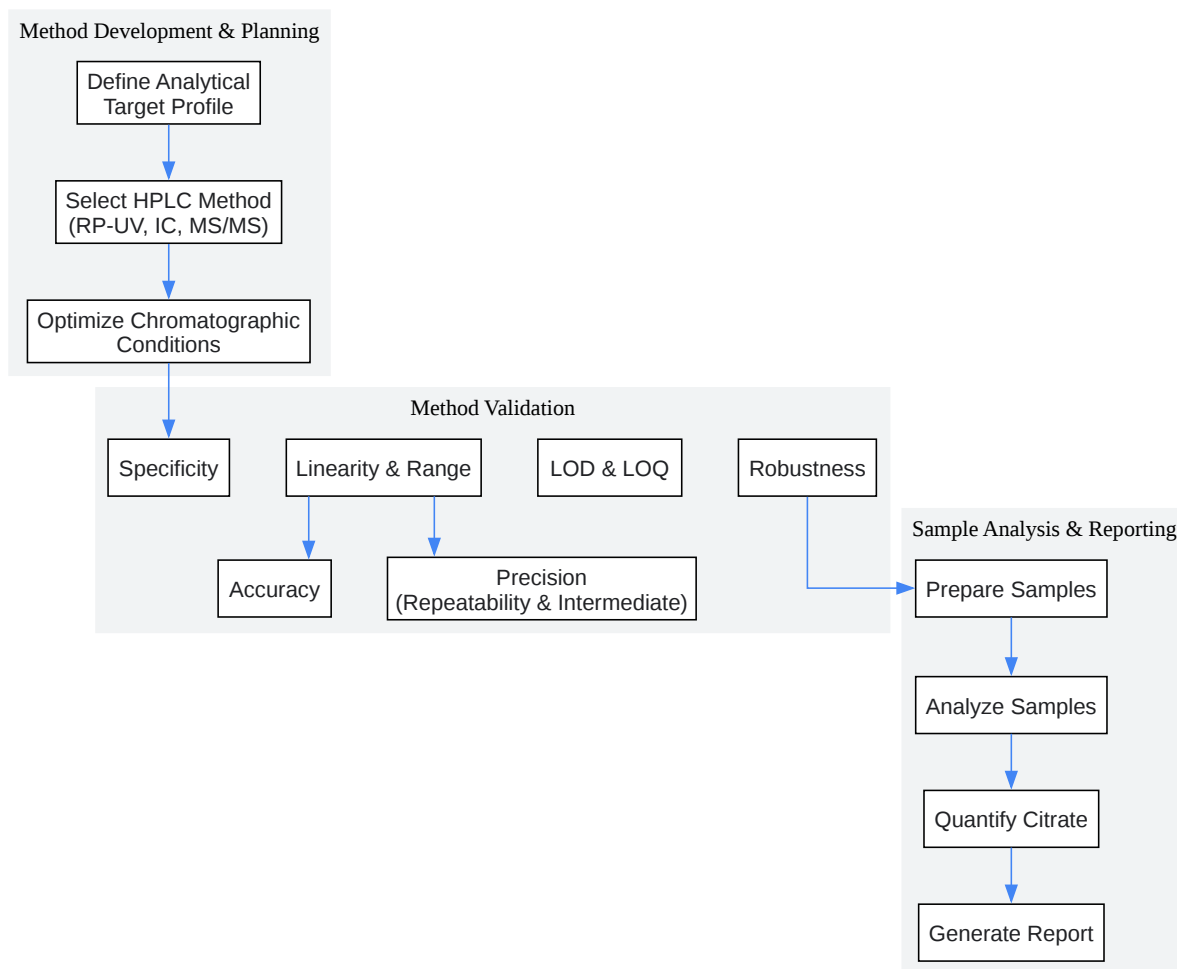 Method Development & Planning
Define Analytical
Target Profile
Select HPLC Method
(RP-UV, IC, MS/MS)
Optimize Chromatographic
Conditions
Method Validation
Specificity
Linearity & Range
LOD & LOQ
Robustness
Accuracy
Precision
(Repeatability & Intermediate)
Sample Analysis & Reporting
Prepare Samples
Analyze Samples
Quantify Citrate
Generate Report